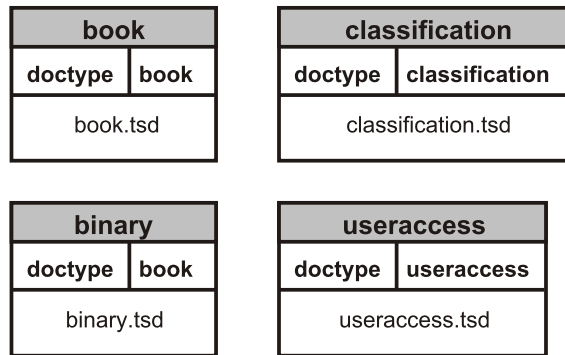 book
doctype book
book.tsd
classification
doctype classification
classification.tsd
binary
doctype book
binary.tsd
useraccess
doctype useraccess
useraccess.tsd